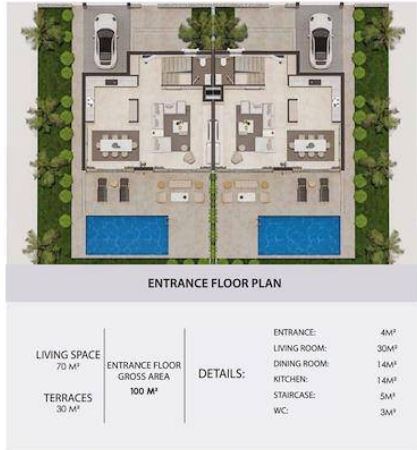 ENTRANCE FLOOR PLAN
LIVING SPACE
70 M²
TERRACES
30 M²
ENTRANCE FLOOR
GROSS AREA
100 M²
DETAILS:
ENTRANCE: 4M²
LIVING ROOM: 30M²
DINING ROOM: 14M²
KITCHEN: 14M²
STAIRCASE: 5M²
WC: 3M²